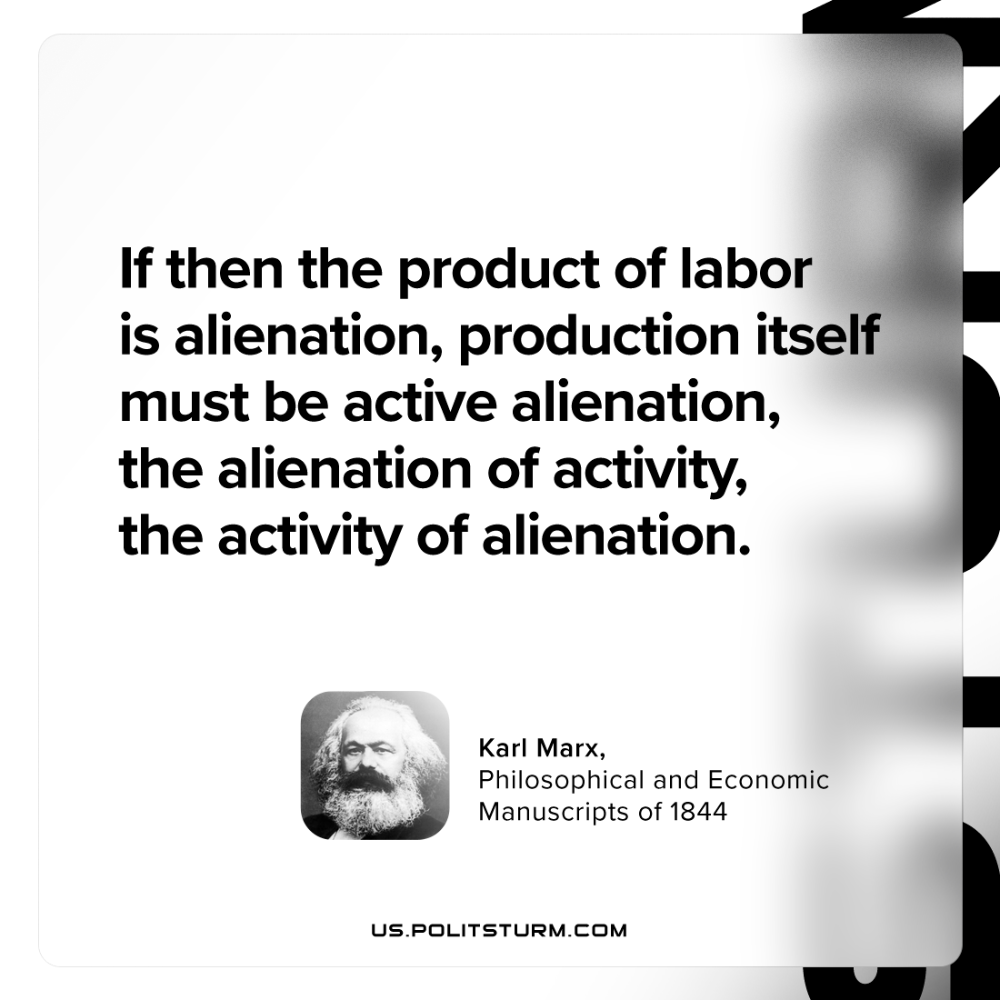 If then the product of labor
is alienation, production itself
must be active alienation,
the alienation of activity,
the activity of alienation.
Karl Marx,
Philosophical and Economic
Manuscripts of 1844
US.POLITSTURM.COM